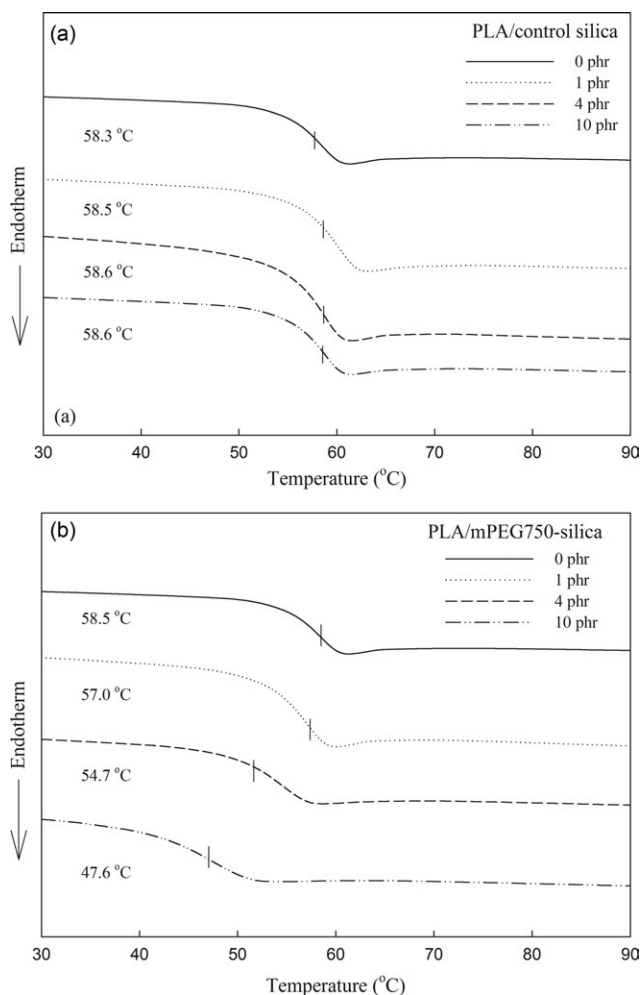 (a)
PLA/control silica
0 phr
1 phr
4 phr
10 phr
58.3 °C
58.5 °C
58.6 °C
58.6 °C
Endotherm
(a)
30 40 50 60 70 80 90
Temperature (°C)
(b)
PLA/mPEG750-silica
0 phr
1 phr
4 phr
10 phr
58.5 °C
57.0 °C
54.7 °C
47.6 °C
Endotherm
30 40 50 60 70 80 90
Temperature (°C)